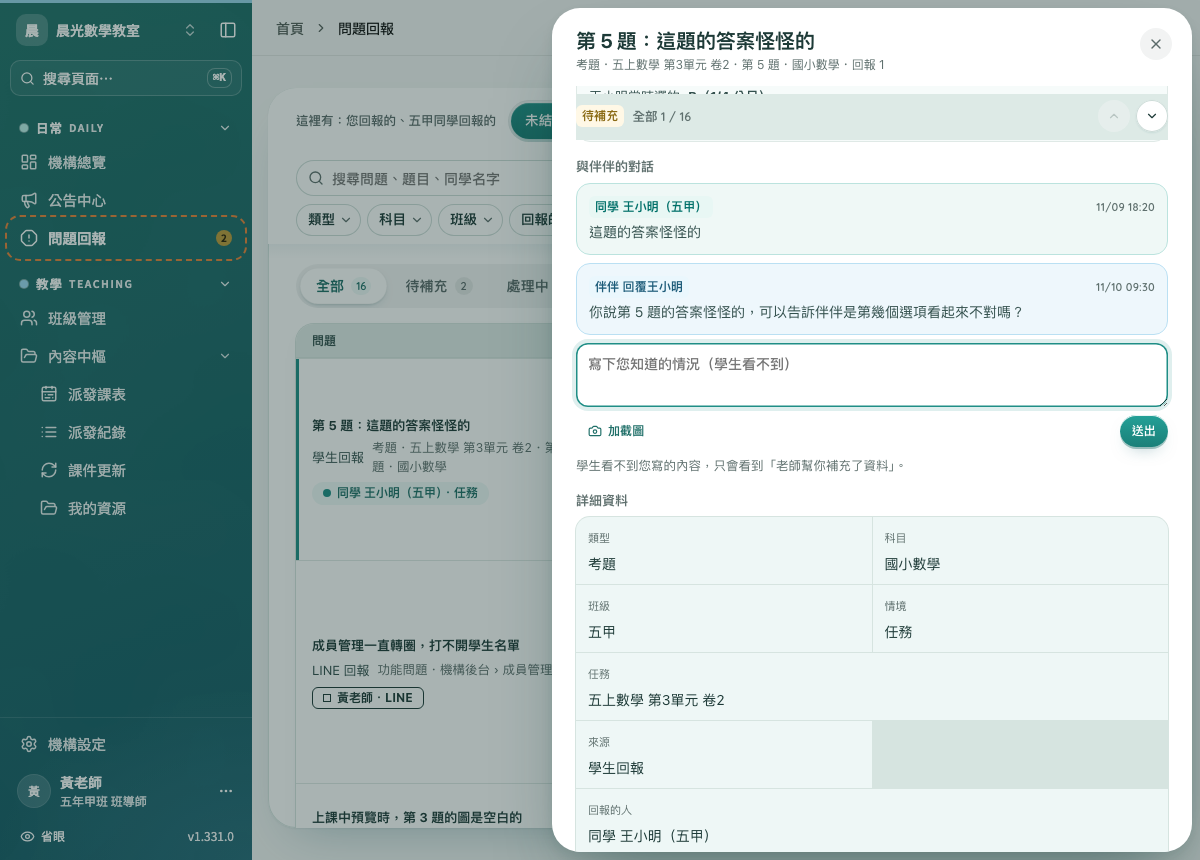 晨 晨光數學教室
搜尋頁面… ⌘K
日常 DAILY
機構總覽
公告中心
問題回報 2
教學 TEACHING
班級管理
內容中樞
派發課表
派發紀錄
課件更新
我的資源
機構設定
黃 黃老師
五年甲班 班導師
省眼 v1.331.0
首頁 › 問題回報
這裡有：您回報的、五甲同學回報的 未結
搜尋問題、題目、同學名字
類型 科目 班級
全部 16 待補充 2 處理中
問題
第 5 題：這題的答案怪怪的
學生回報 考題 · 五上數學 第3單元 卷2 · 第
題 · 國小數學
同學 王小明（五甲）· 任務
成員管理一直轉圈，打不開學生名單
LINE 回報 功能問題 · 機構後台 › 成員管理
黃老師 · LINE
上課中預覽時，第 3 題的圖是空白的
第 5 題：這題的答案怪怪的
考題 · 五上數學 第3單元 卷2 · 第 5 題 · 國小數學 · 回報 1
待補充 全部 1 / 16
與伴伴的對話
同學 王小明（五甲） 11/09 18:20
這題的答案怪怪的
伴伴 回覆王小明 11/10 09:30
你說第 5 題的答案怪怪的，可以告訴伴伴是第幾個選項看起來不對嗎？
寫下您知道的情況（學生看不到）
加截圖 送出
學生看不到您寫的內容，只會看到「老師幫你補充了資料」。
詳細資料
類型 科目
考題 國小數學
班級 情境
五甲 任務
任務
五上數學 第3單元 卷2
來源
學生回報
回報的人
同學 王小明（五甲）